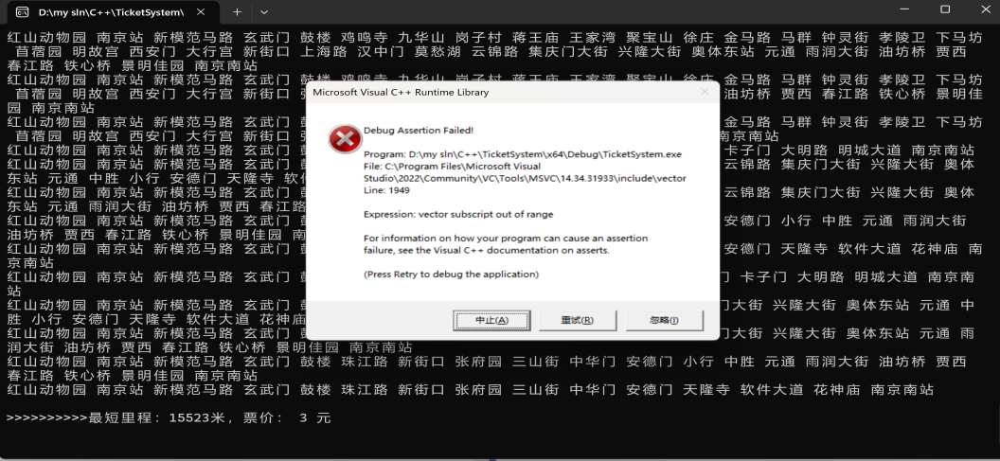 D:\my sln\C++\TicketSystem\
红山动物园 南京站 新模范马路 玄武门 鼓楼 鸡鸣寺 九华山 岗子村 蒋王庙 王家湾 聚宝山 徐庄 金马路 马群 钟灵街 孝陵卫 下马坊
苜蓿园 明故宫 西安门 大行宫 新街口 上海路 汉中门 莫愁湖 云锦路 集庆门大街 兴隆大街 奥体东站 元通 雨润大街 油坊桥 贾西
春江路 铁心桥 景明佳园 南京南站
红山动物园 南京站 新模范马路 玄武门 鼓楼 鸡鸣寺 九华山 岗子村 蒋王庙 王家湾 聚宝山 徐庄 金马路 马群 钟灵街 孝陵卫 下马坊
苜蓿园 明故宫 西安门 大行宫 新街口 张 油坊桥 贾西 春江路 铁心桥 景明佳
园 南京南站
红山动物园 南京站 新模范马路 玄武门 金马路 马群 钟灵街 孝陵卫 下马坊
苜蓿园 明故宫 西安门 大行宫 新街口 南京南站
红山动物园 南京站 新模范马路 玄武门 卡子门 大明路 明城大道 南京南站
红山动物园 南京站 新模范马路 玄武门 云锦路 集庆门大街 兴隆大街 奥体
东站 元通 中胜 小行 安德门 天隆寺 软
红山动物园 南京站 新模范马路 玄武门 云锦路 集庆门大街 兴隆大街 奥体
东站 元通 雨润大街 油坊桥 贾西 春江路
红山动物园 南京站 新模范马路 玄武门 安德门 小行 中胜 元通 雨润大街
油坊桥 贾西 春江路 铁心桥 景明佳园 南
红山动物园 南京站 新模范马路 玄武门 安德门 天隆寺 软件大道 花神庙 南
京南站
红山动物园 南京站 新模范马路 玄武门 卡子门 大明路 明城大道 南京南
站
红山动物园 南京站 新模范马路 玄武门 门大街 兴隆大街 奥体东站 元通 中
胜 小行 安德门 天隆寺 软件大道 花神庙
红山动物园 南京站 新模范马路 玄武门 门大街 兴隆大街 奥体东站 元通 雨
润大街 油坊桥 贾西 春江路 铁心桥 景明佳园 南京南站
红山动物园 南京站 新模范马路 玄武门 鼓楼 珠江路 新街口 张府园 三山街 中华门 安德门 小行 中胜 元通 雨润大街 油坊桥 贾西
春江路 铁心桥 景明佳园 南京南站
红山动物园 南京站 新模范马路 玄武门 鼓楼 珠江路 新街口 张府园 三山街 中华门 安德门 天隆寺 软件大道 花神庙 南京南站
>>>>>>>>>>最短里程: 15523米, 票价: 3 元
Microsoft Visual C++ Runtime Library
Debug Assertion Failed!
Program: D:\my sln\C++\TicketSystem\x64\Debug\TicketSystem.exe
File: C:\Program Files\Microsoft Visual
Studio\2022\Community\VC\Tools\MSVC\14.34.31933\include\vector
Line: 1949
Expression: vector subscript out of range
For information on how your program can cause an assertion
failure, see the Visual C++ documentation on asserts.
(Press Retry to debug the application)
中止(A) 重试(R) 忽略(I)